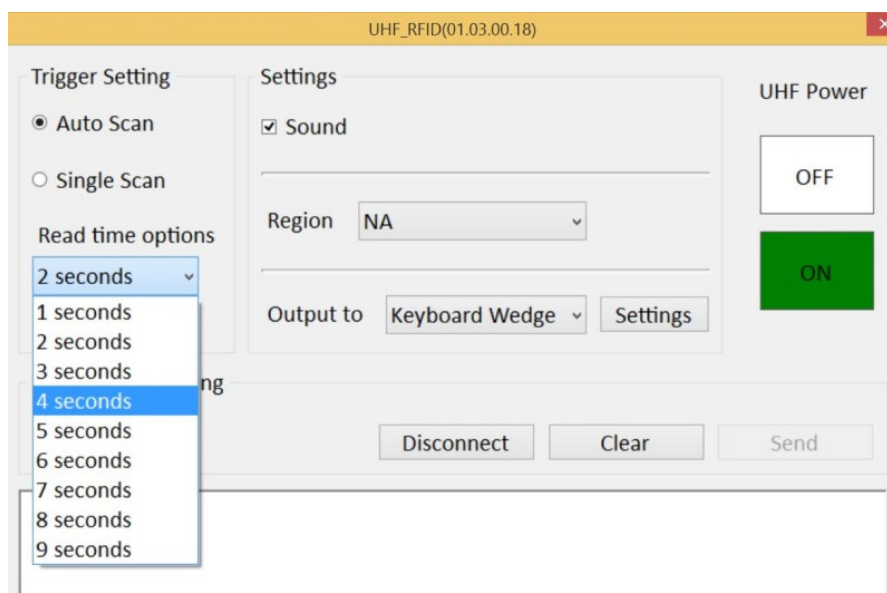 UHF_RFID(01.03.00.18)
Trigger Setting
Auto Scan
Single Scan
Read time options
2 seconds
1 seconds
2 seconds
3 seconds
4 seconds
5 seconds
6 seconds
7 seconds
8 seconds
9 seconds
Settings
Sound
Region NA
Output to Keyboard Wedge Settings
UHF Power
OFF
ON
ng
Disconnect Clear Send